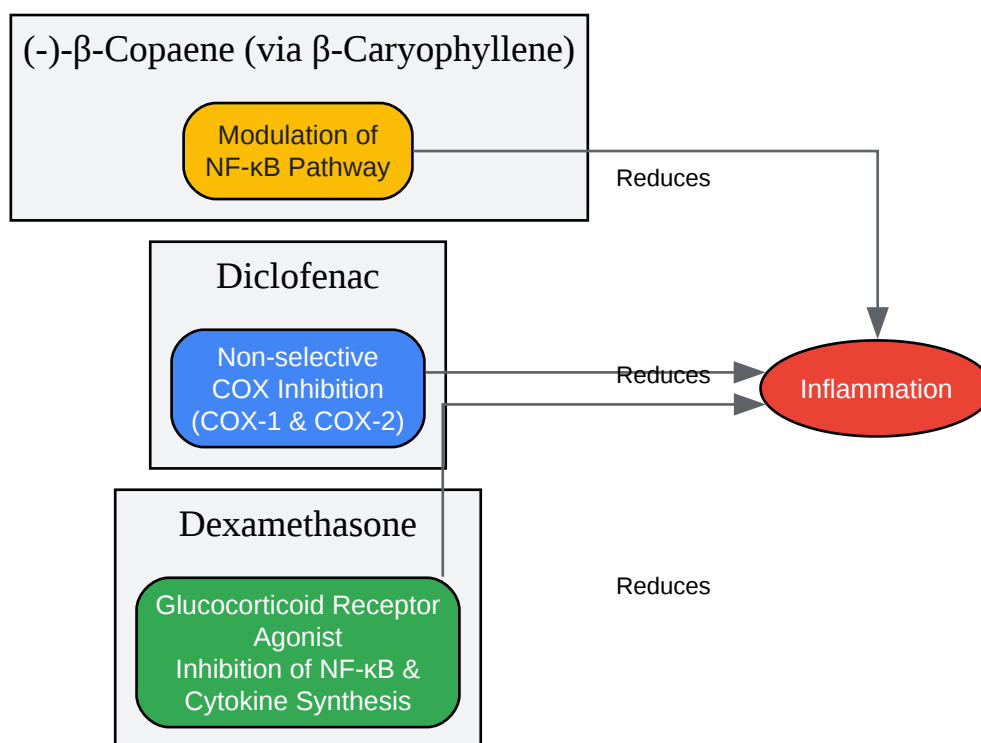 (-)-β-Copaene (via β-Caryophyllene)
Modulation of
NF-κB Pathway
Reduces
Diclofenac
Non-selective
COX Inhibition
(COX-1 & COX-2)
Reduces
Inflammation
Dexamethasone
Glucocorticoid Receptor
Agonist
Inhibition of NF-κB &
Cytokine Synthesis
Reduces